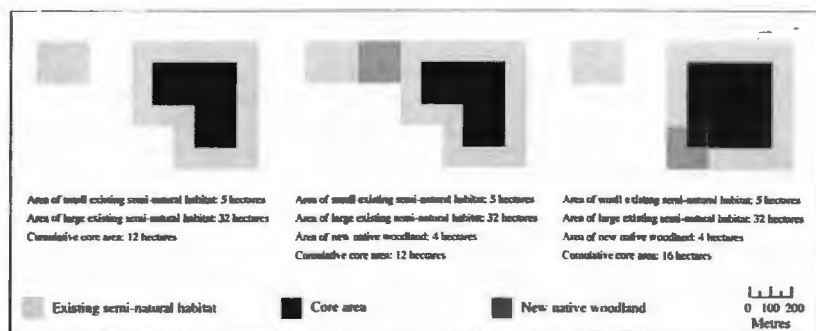 Area of small existing semi-natural habitat: 5 hectares
Area of large existing semi-natural habitat: 32 hectares
Cumulative core area: 12 hectares
Area of small existing semi-natural habitat: 5 hectares
Area of large existing semi-natural habitat: 32 hectares
Area of new native woodland: 4 hectares
Cumulative core area: 12 hectares
Area of small existing semi-natural habitat: 5 hectares
Area of large existing semi-natural habitat: 32 hectares
Area of new native woodland: 4 hectares
Cumulative core area: 16 hectares
Existing semi-natural habitat
Core area
New native woodland
0 100 200
Metres